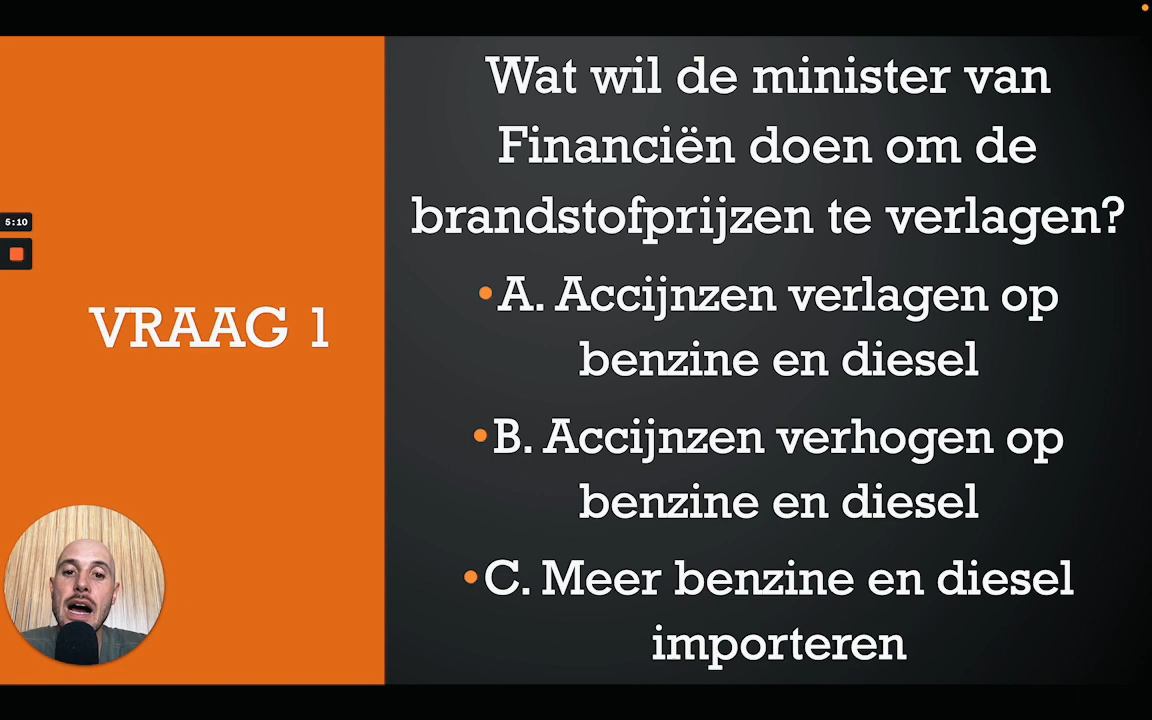 5:10
VRAAG 1
Wat wil de minister van
Financiën doen om de
brandstofprijzen te verlagen?
•A. Accijnzen verlagen op
benzine en diesel
•B. Accijnzen verhogen op
benzine en diesel
•C. Meer benzine en diesel
importeren